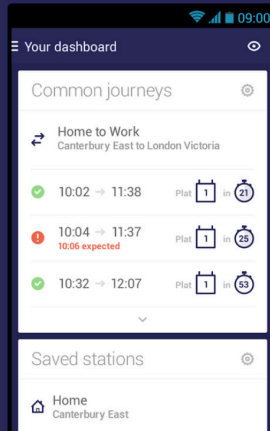 09:00
Your dashboard
Common journeys
Home to Work
Canterbury East to London Victoria
10:02 → 11:38 Plat 1 in 21
10:04 → 11:37 Plat 1 in 25
10:06 expected
10:32 → 12:07 Plat 1 in 53
Saved stations
Home
Canterbury East